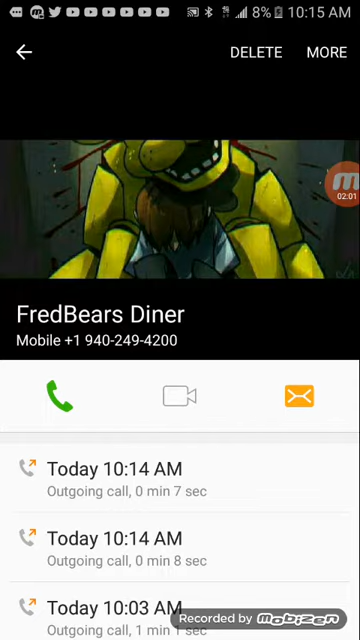 8% 10:15 AM
DELETE MORE
02:01
FredBears Diner
Mobile +1 940-249-4200
Today 10:14 AM
Outgoing call, 0 min 7 sec
Today 10:14 AM
Outgoing call, 0 min 8 sec
Today 10:03 AM
Outgoing call, 1 min 1 sec
Recorded by Mobizen